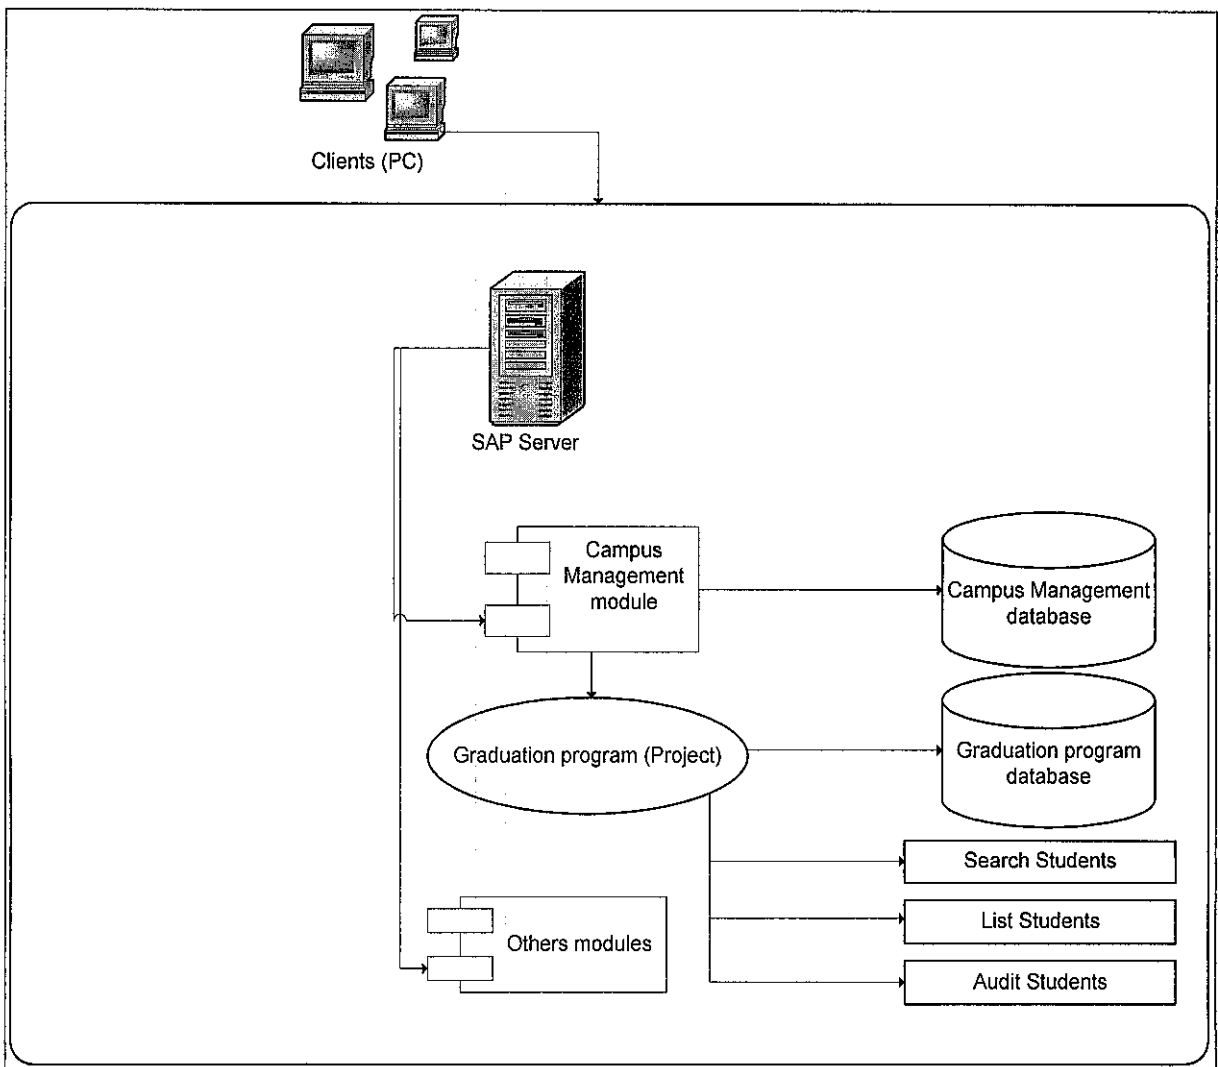 Clients (PC)
SAP Server
Campus
Management
module
Campus Management
database
Graduation program (Project)
Graduation program
database
Search Students
List Students
Audit Students
Others modules